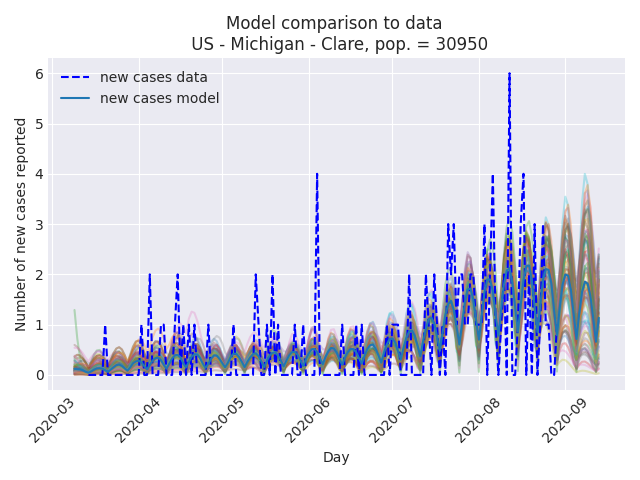 Model comparison to data
US - Michigan - Clare, pop. = 30950
new cases data
new cases model
Number of new cases reported
6
5
4
3
2
1
0
2020-03
2020-04
2020-05
2020-06
2020-07
2020-08
2020-09
Day